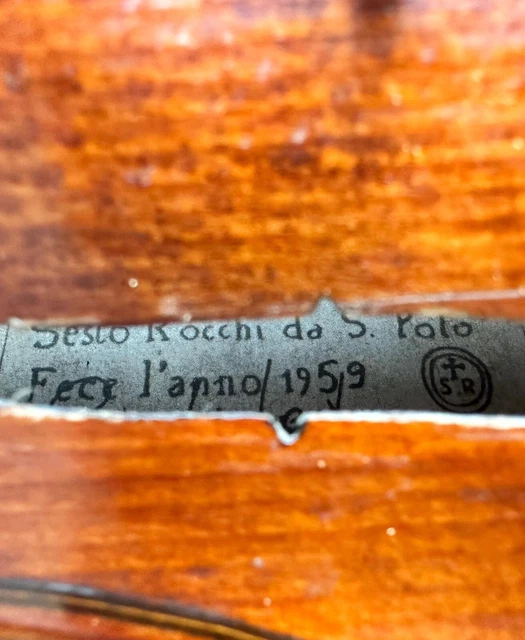 Sesto Rocchi da S. Polo
Fece l'anno 1959
S.R